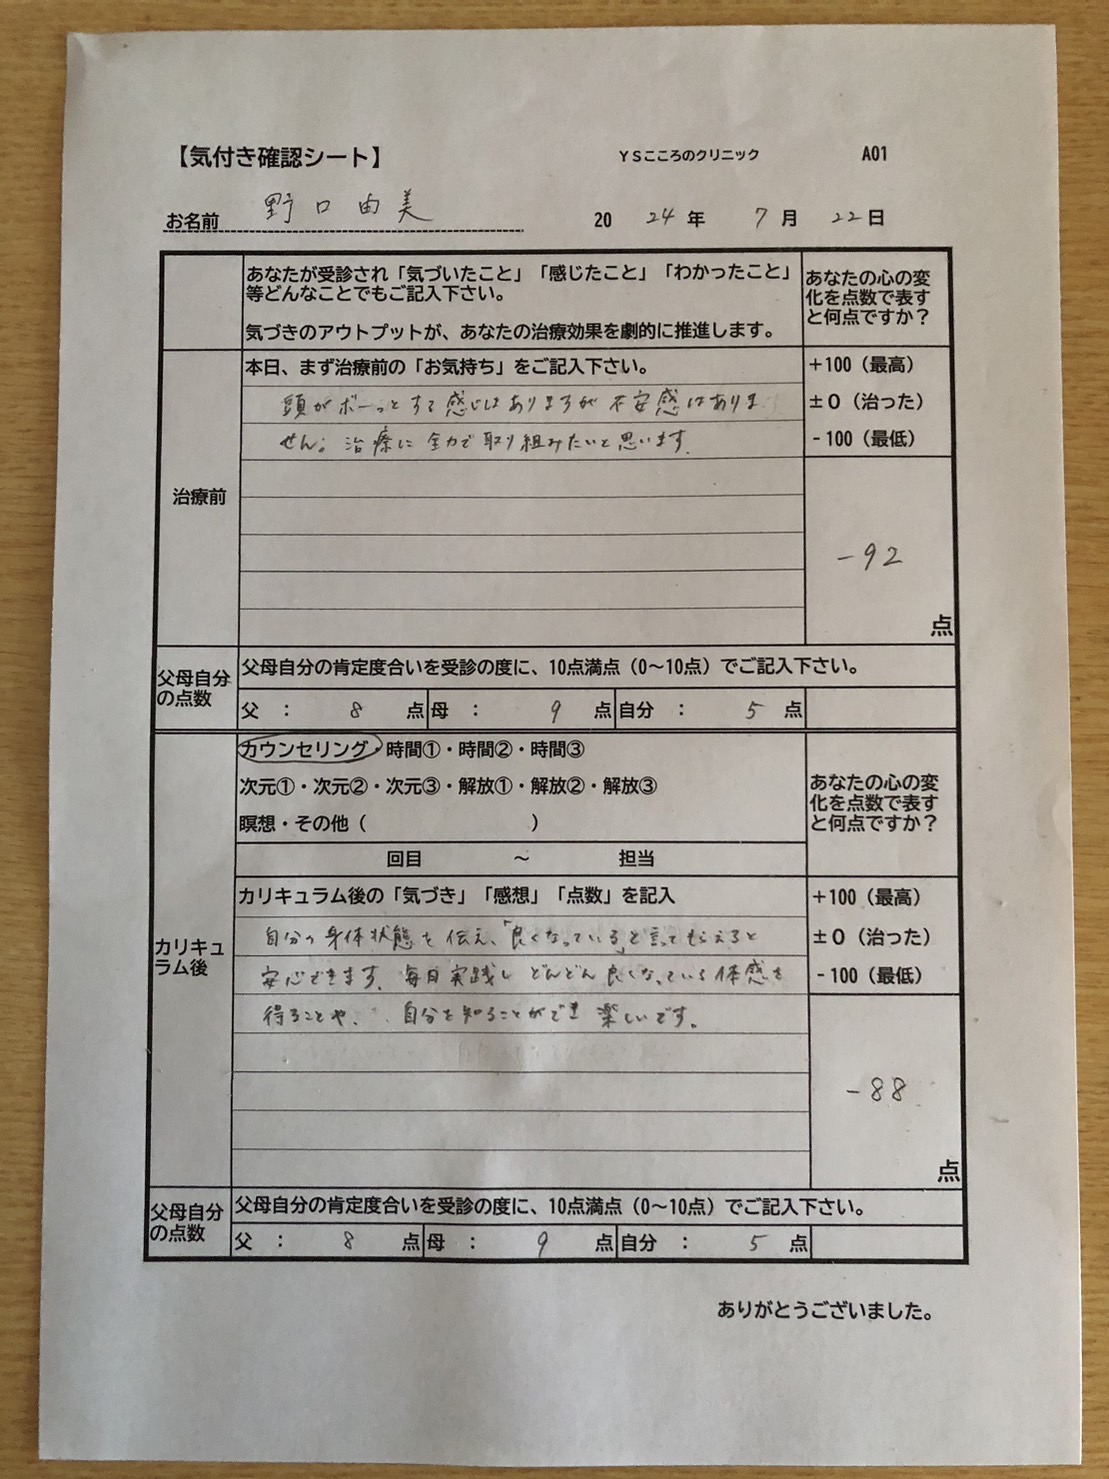 【気付き確認シート】 YSこころのクリニック A01
お名前 野口由美 2024年 7月 22日
あなたが受診され「気づいたこと」「感じたこと」「わかったこと」
等どんなことでもご記入下さい。
気づきのアウトプットが、あなたの治療効果を劇的に推進します。
あなたの心の変
化を点数で表す
と何点ですか？
治療前
本日、まず治療前の「お気持ち」をご記入下さい。
頭がボーっとする感じはありますが不安感はありま
せん。治療に全力で取り組みたいと思います。
+100（最高）
±0（治った）
-100（最低）
-92
点
父母自分
の点数
父母自分の肯定度合いを受診の度に、10点満点（0～10点）でご記入下さい。
父 ： 8 点 母 ： 9 点 自分 ： 5 点
カリキュ
ラム後
カウンセリング 時間①・時間②・時間③
次元①・次元②・次元③・解放①・解放②・解放③
瞑想・その他（ ）
回目 ～ 担当
あなたの心の変
化を点数で表す
と何点ですか？
カリキュラム後の「気づき」「感想」「点数」を記入
自分の身体状態を伝え、「良くなっている」と言ってもらえると
安心できます。毎日実践しどんどん良くなっている体感を
得ることや、自分を知ることができ楽しいです。
+100（最高）
±0（治った）
-100（最低）
-88
点
父母自分
の点数
父母自分の肯定度合いを受診の度に、10点満点（0～10点）でご記入下さい。
父 ： 8 点 母 ： 9 点 自分 ： 5 点
ありがとうございました。